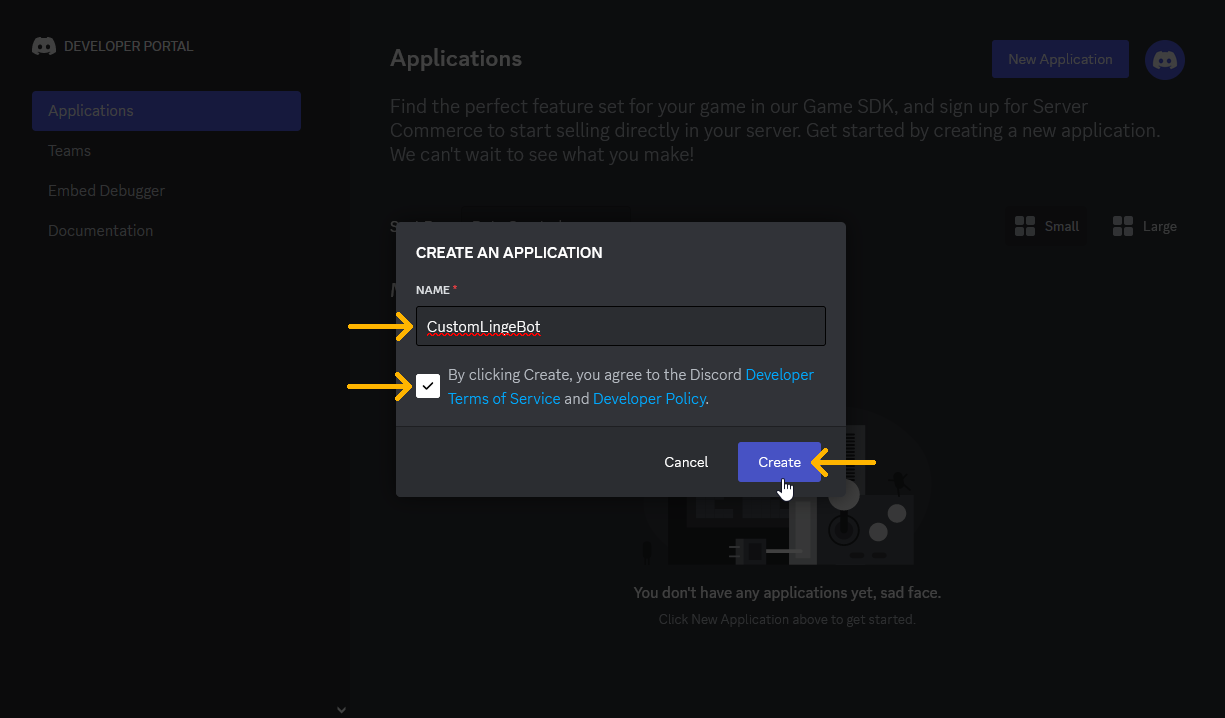 DEVELOPER PORTAL
Applications
Teams
Embed Debugger
Documentation
Applications
New Application
Find the perfect feature set for your game in our Game SDK, and sign up for Server
Commerce to start selling directly in your server. Get started by creating a new application.
We can't wait to see what you make!
Small
Large
CREATE AN APPLICATION
NAME *
CustomLingeBot
By clicking Create, you agree to the Discord Developer
Terms of Service and Developer Policy.
Cancel
Create
You don't have any applications yet, sad face.
Click New Application above to get started.